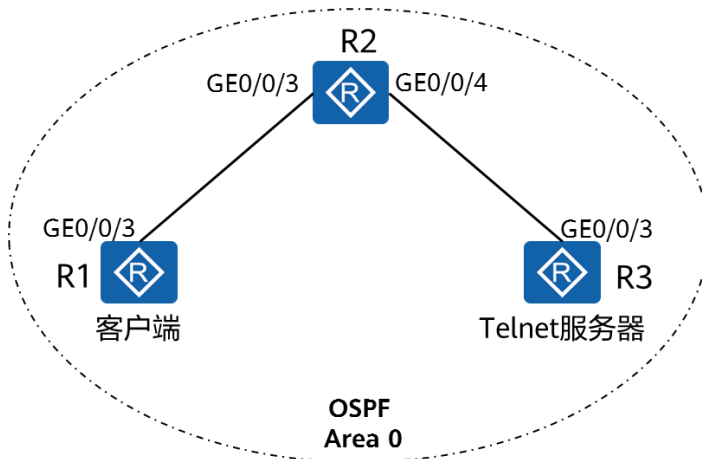 R2
GE0/0/3
GE0/0/4
R
GE0/0/3
GE0/0/3
R1
R
R
R3
客户端
Telnet服务器
OSPF
Area 0